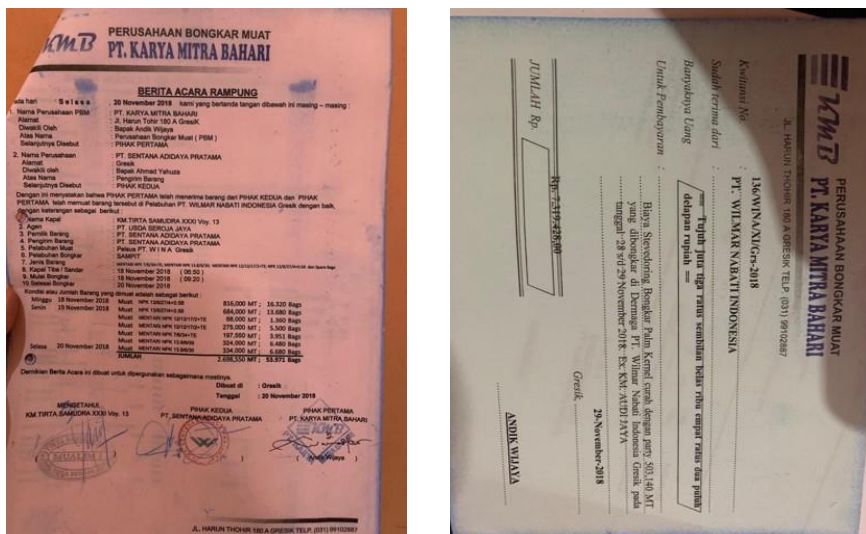 KMB
PERUSAHAAN BONGKAR MUAT
PT. KARYA MITRA BAHARI
BERITA ACARA RAMPUNG
hari : Selasa : 20 November 2018 kami yang bertanda tangan dibawah ini masing - masing :
1. Nama Perusahaan PBM : PT. KARYA MITRA BAHARI
Alamat : Jl. Harun Tohir 180 A Gresik
Diwakili Oleh : Bapak Andik Wijaya
Atas Nama : Perusahaan Bongkar Muat ( PBM )
Selanjutnya Disebut : PIHAK PERTAMA
2. Nama Perusahaan : PT. SENTANA ADIDAYA PRATAMA
Alamat : Gresik
Diwakili oleh : Bapak Ahmad Yahuza
Atas Nama : Pengirim Barang
Selanjutnya Disebut : PIHAK KEDUA
Dengan ini menyatakan bahwa PIHAK PERTAMA telah menerima barang dari PIHAK KEDUA dan PIHAK
PERTAMA telah memuat barang tersebut di Pelabuhan PT. WILMAR NABATI INDONESIA Gresik dengan baik,
dengan keterangan sebagai berikut :
Nama Kapal : KM.TIRTA SAMUDRA XXXI Voy. 13
2. Agen : PT. USDA SEROJA JAYA
3. Pemilik Barang : PT. SENTANA ADIDAYA PRATAMA
4. Pengirim Barang : PT. SENTANA ADIDAYA PRATAMA
5. Pelabuhan Muat : Pelsus PT. W I N A Gresik
6. Pelabuhan Bongkar : SAMPIT
7. Jenis Barang
8. Kapal Tiba / Sandar : 18 November 2018 ( 06:50 )
9. Mulai Bongkar : 18 November 2018 ( 09:20 )
10. Selesai Bongkar : 20 November 2018
Kondisi atau Jumlah Barang yang dimuat adalah sebagai berikut :
Minggu 18 November 2018 Muat 816,000 MT ; 16.320 Bags
Senin 19 November 2018 Muat 684,000 MT ; 13.680 Bags
Muat 68,000 MT ; 1.360 Bags
Muat 275,000 MT ; 5.500 Bags
Muat 197,550 MT ; 3.951 Bags
Muat 324,000 MT ; 6.480 Bags
Selasa 20 November 2018 Muat 334,000 MT ; 6.680 Bags
JUMLAH 2.698,550 MT ; 53.971 Bags
Demikian Berita Acara ini dibuat untuk dipergunakan sebagaimana mestinya.
Dibuat di : Gresik
Tanggal : 20 November 2018
MENGETAHUI
KM TIRTA SAMUDRA XXXI Voy. 13
PIHAK KEDUA
PT. SENTANA ADIDAYA PRATAMA
PIHAK PERTAMA
PT. KARYA MITRA BAHARI
MUALIM I
( Andik Wijaya )
JL. HARUN THOHIR 180 A GRESIK TELP. (031) 99102887
KMB
PERUSAHAAN BONGKAR MUAT
PT. KARYA MITRA BAHARI
JL. HARUN THOHIR 180 A GRESIK TELP. (031) 99102887
Kwitansi No : 136/WINA/XI/Grs-2018
Sudah terima dari : PT. WILMAR NABATI INDONESIA
Banyaknya Uang : == Tujuh juta tiga ratus sembilan belas ribu empat ratus dua puluh
delapan rupiah ==
Untuk Pembayaran : Biaya Stevedoring Bongkar Palm Kernel curah dengan party 503,140 MT
yang dibongkar di Dermaga PT. Wilmar Nabati Indonesia Gresik pada
tanggal 28 s/d 29 November 2018. Ex. KM. AUDI JAYA
Gresik, 29-November-2018
JUMLAH Rp. Rp. 7,319,428.00
ANDIK WIJAYA